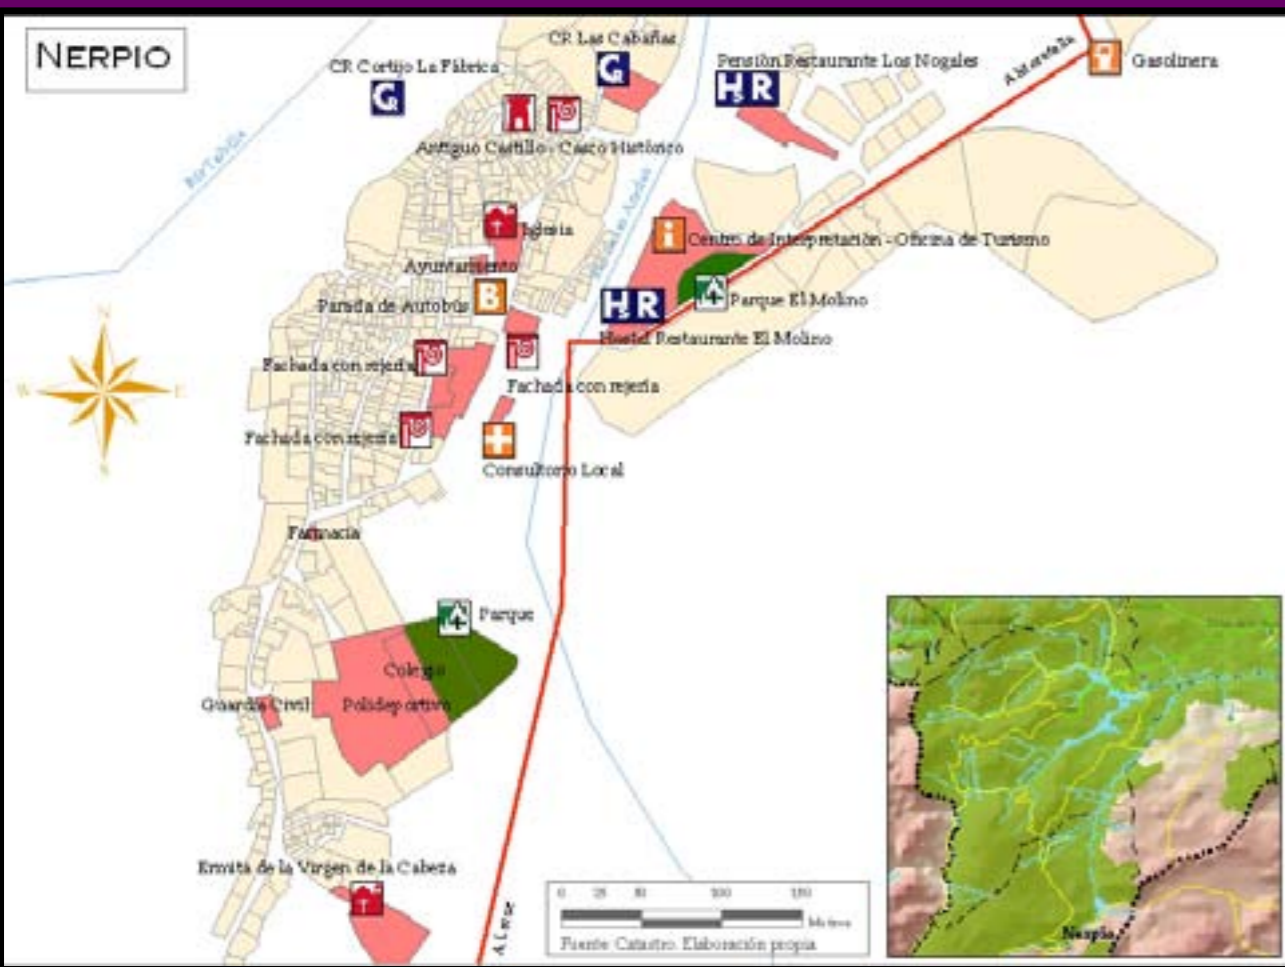 NERPIO
CR Las Cabañas
CR Cortijo La Fábrica
Pensión Restaurante Los Nogales
Gasolinera
Antiguo Castillo - Casco Histórico
Iglesia
Centro de Interpretación - Oficina de Turismo
Ayuntamiento
Parada de Autobús
B
Parque El Molino
Hostal Restaurante El Molino
Fachada con rejería
Fachada con rejería
Fachada con rejería
Consultorio Local
N
W
E
S
Farmacia
Parque
Colegio
Guardia Civil
Polideportivo
Ermita de la Virgen de la Cabeza
0 25 50 100 150
Metros
Fuente: Catastro. Elaboración propia
Nerpio